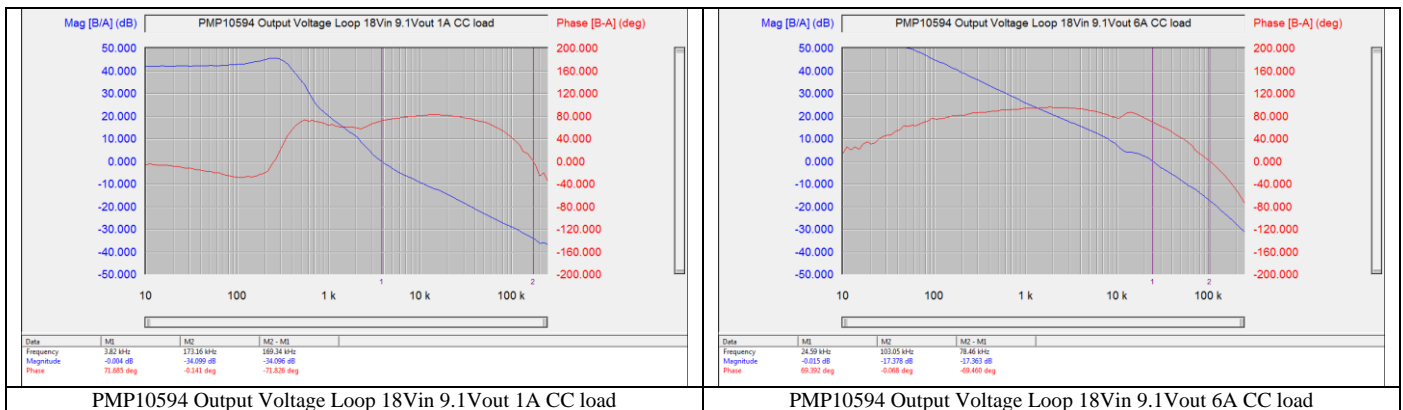 Mag [B/A] (dB) PMP10594 Output Voltage Loop 18Vin 9.1Vout 1A CC load Phase [B-A] (deg)
50.000 200.000
40.000 160.000
30.000 120.000
20.000 80.000
10.000 40.000
0.000 0.000
-10.000 -40.000
-20.000 -80.000
-30.000 -120.000
-40.000 -160.000
-50.000 -200.000
1 2
10 100 1 k 10 k 100 k
Data M1 M2 M2 - M1
Frequency 3.82 kHz 173.16 kHz 169.34 kHz
Magnitude -0.004 dB -34.099 dB -34.096 dB
Phase 71.685 deg -0.141 deg -71.826 deg
PMP10594 Output Voltage Loop 18Vin 9.1Vout 1A CC load
Mag [B/A] (dB) PMP10594 Output Voltage Loop 18Vin 9.1Vout 6A CC load Phase [B-A] (deg)
50.000 200.000
40.000 160.000
30.000 120.000
20.000 80.000
10.000 40.000
0.000 0.000
-10.000 -40.000
-20.000 -80.000
-30.000 -120.000
-40.000 -160.000
-50.000 -200.000
1 2
10 100 1 k 10 k 100 k
Data M1 M2 M2 - M1
Frequency 24.59 kHz 103.05 kHz 78.46 kHz
Magnitude -0.015 dB -17.378 dB -17.363 dB
Phase 69.392 deg -0.068 deg -69.460 deg
PMP10594 Output Voltage Loop 18Vin 9.1Vout 6A CC load